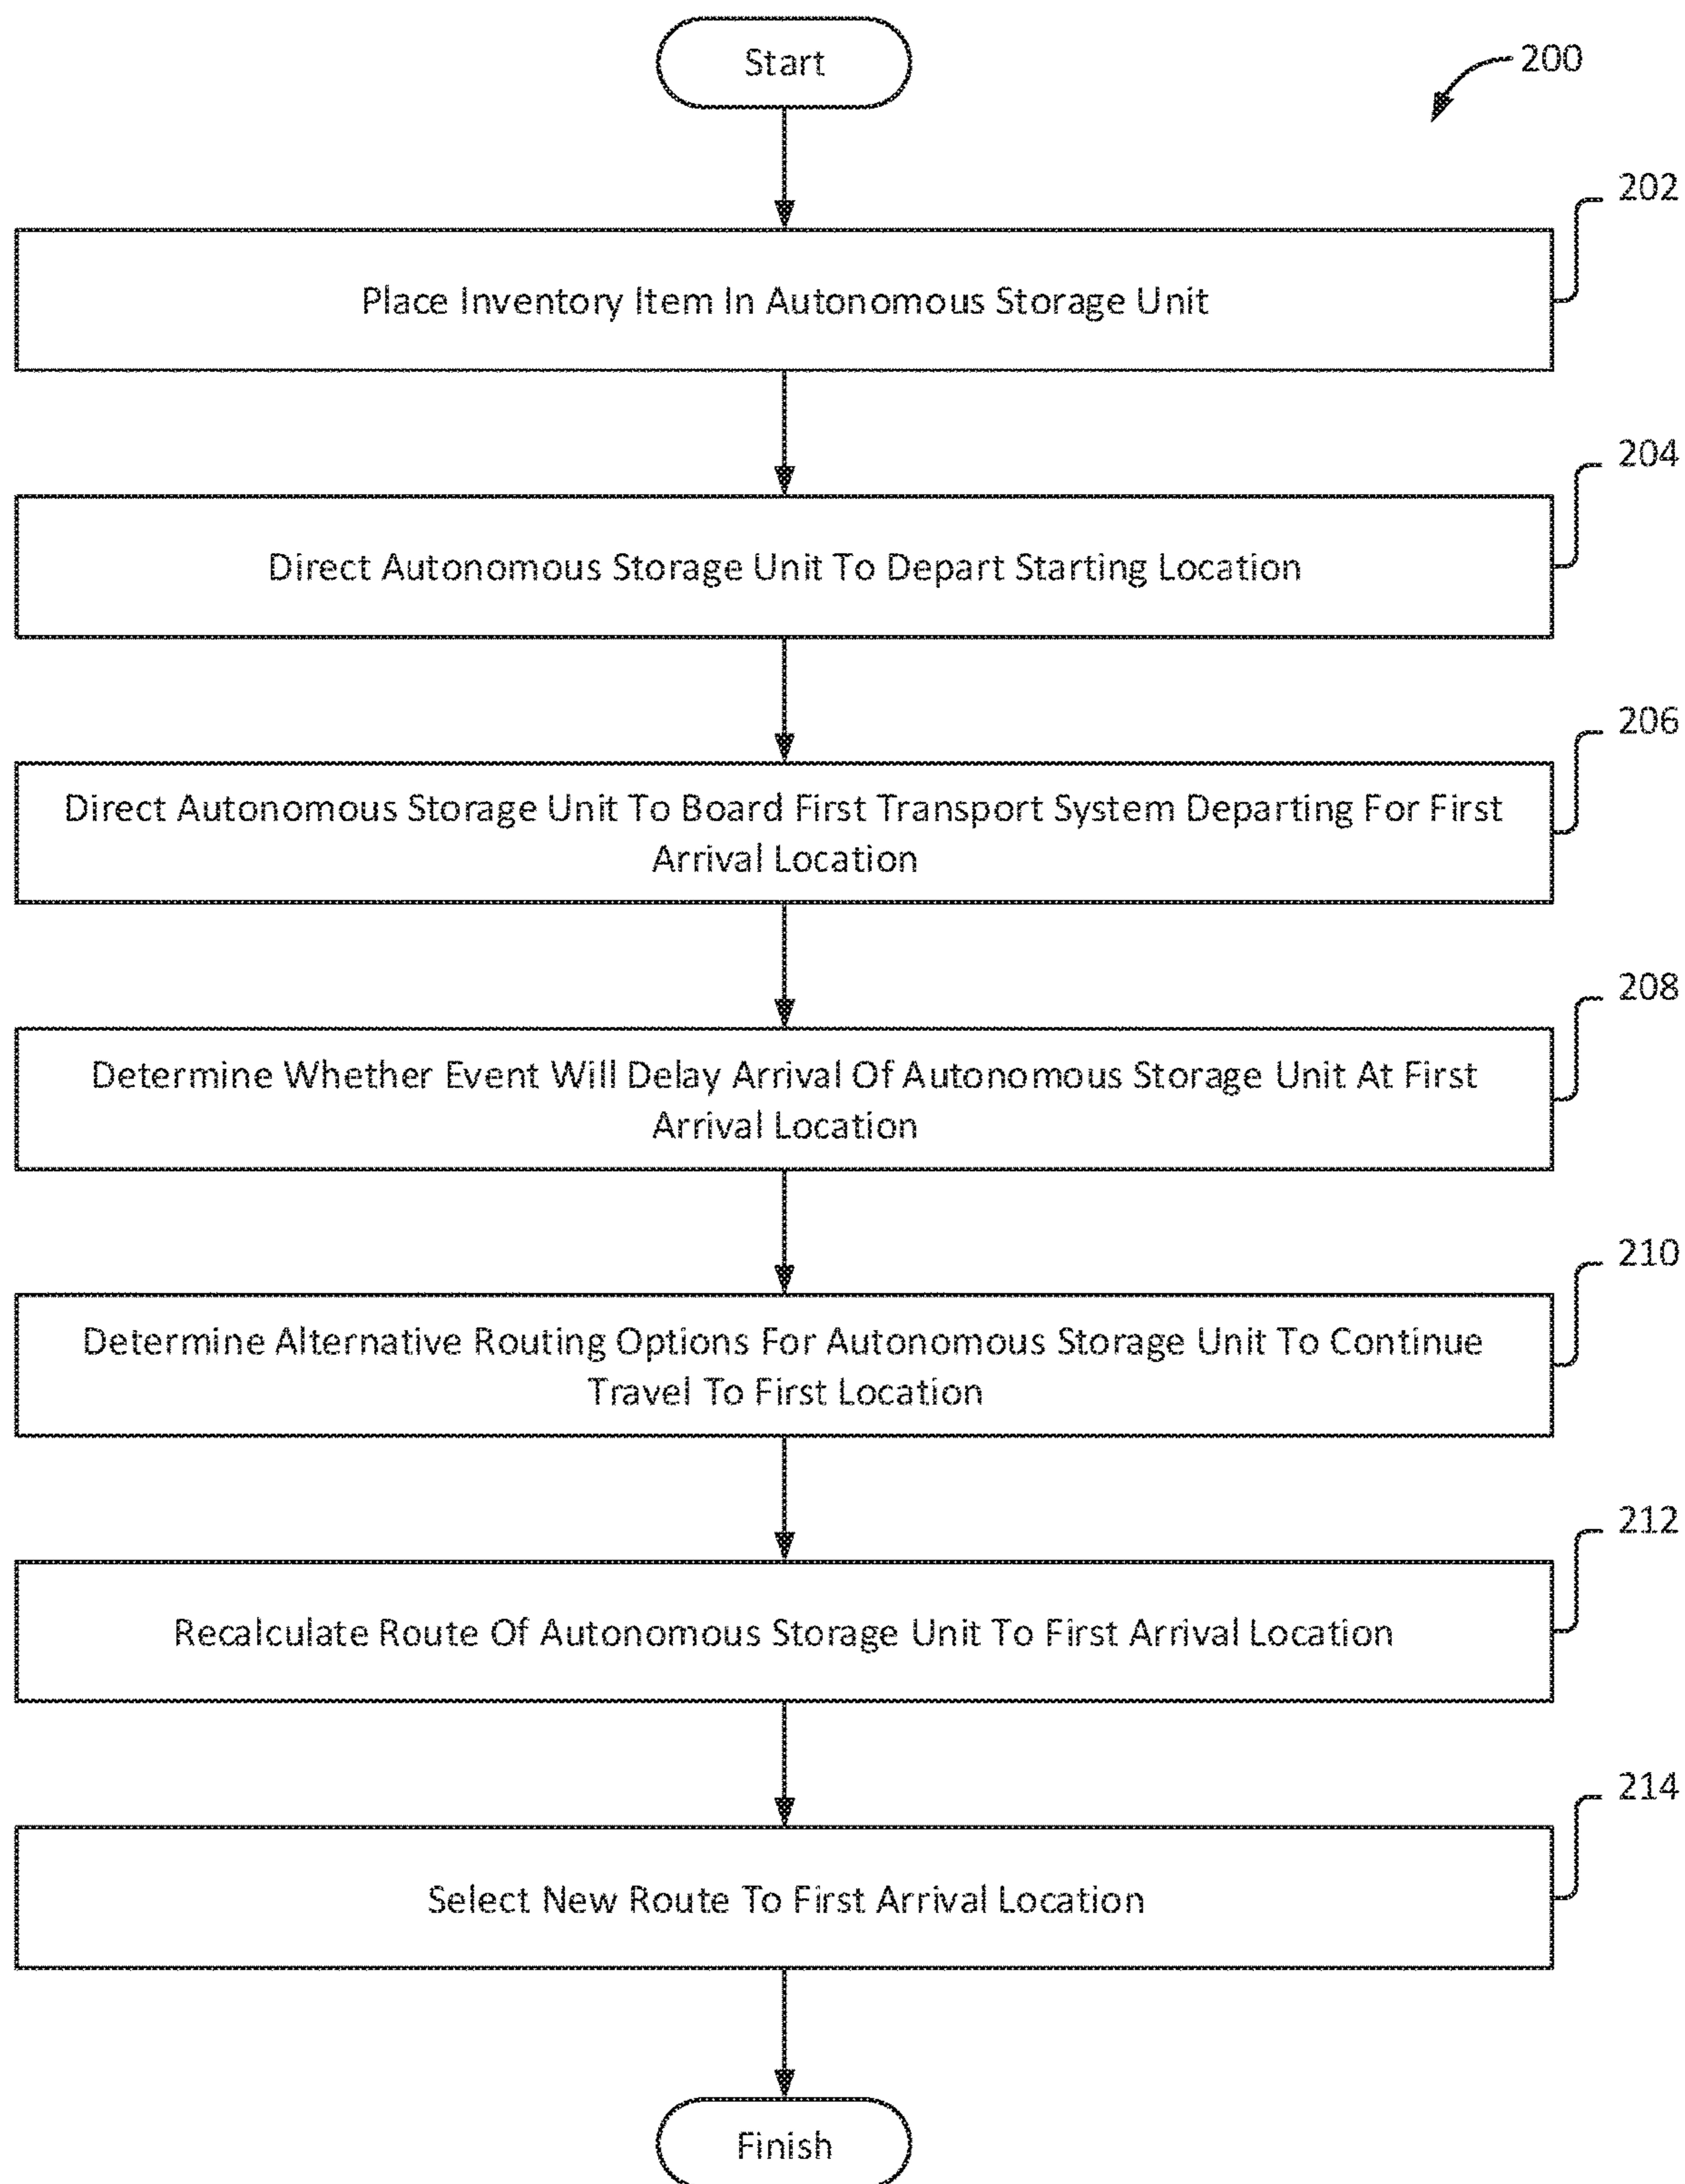 Start
200
202
Place Inventory Item In Autonomous Storage Unit
204
Direct Autonomous Storage Unit To Depart Starting Location
206
Direct Autonomous Storage Unit To Board First Transport System Departing For First
Arrival Location
208
Determine Whether Event Will Delay Arrival Of Autonomous Storage Unit At First
Arrival Location
210
Determine Alternative Routing Options For Autonomous Storage Unit To Continue
Travel To First Location
212
Recalculate Route Of Autonomous Storage Unit To First Arrival Location
214
Select New Route To First Arrival Location
Finish